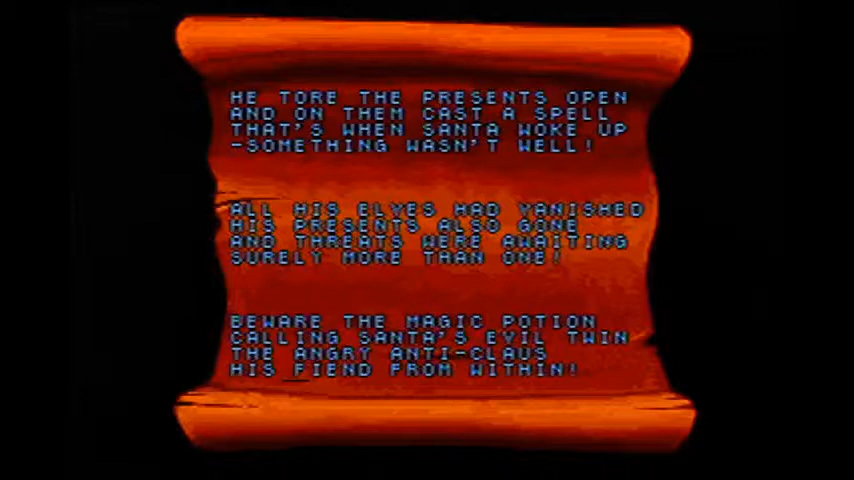 HE TORE THE PRESENTS OPEN
AND ON THEM CAST A SPELL
THAT'S WHEN SANTA WOKE UP
-SOMETHING WASN'T WELL!
ALL HIS ELVES HAD VANISHED
HIS PRESENTS ALSO GONE
AND THREATS WERE AWAITING
SURELY MORE THAN ONE!
BEWARE THE MAGIC POTION
CALLING SANTA'S EVIL TWIN
THE ANGRY ANTI-CLAUS
HIS FIEND FROM WITHIN!